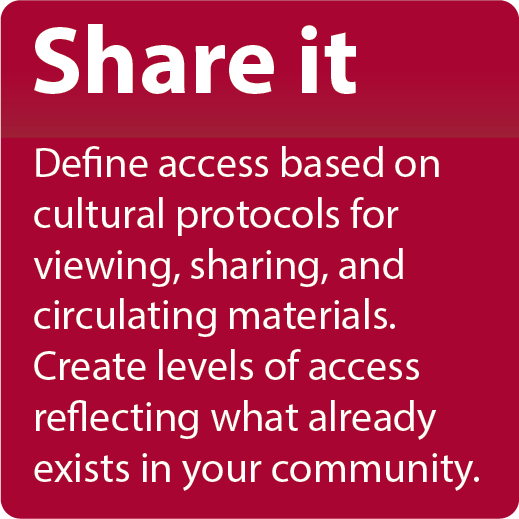 Share it
Define access based on
cultural protocols for
viewing, sharing, and
circulating materials.
Create levels of access
reflecting what already
exists in your community.